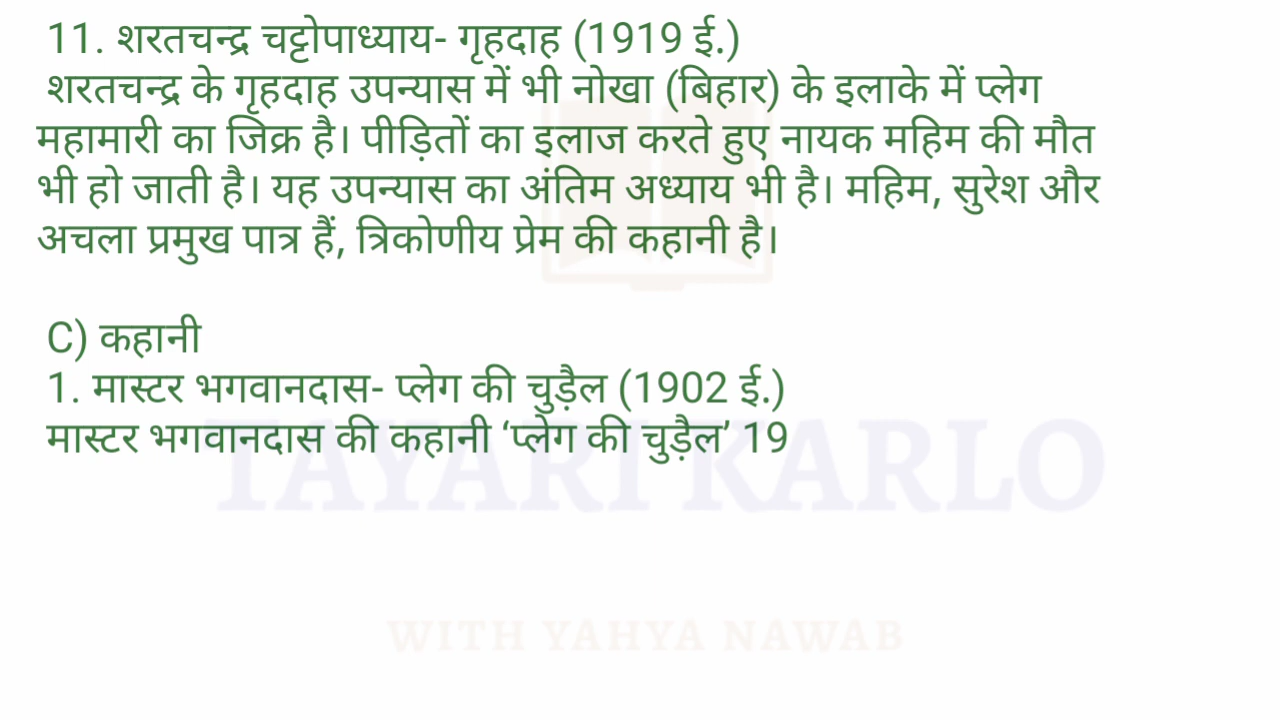 11. शरतचन्द्र चट्टोपाध्याय- गृहदाह (1919 ई.)
शरतचन्द्र के गृहदाह उपन्यास में भी नोखा (बिहार) के इलाके में प्लेग
महामारी का जिक्र है। पीड़ितों का इलाज करते हुए नायक महिम की मौत
भी हो जाती है। यह उपन्यास का अंतिम अध्याय भी है। महिम, सुरेश और
अचला प्रमुख पात्र हैं, त्रिकोणीय प्रेम की कहानी है।
C) कहानी
1. मास्टर भगवानदास- प्लेग की चुड़ैल (1902 ई.)
मास्टर भगवानदास की कहानी ‘प्लेग की चुड़ैल’ 19
TAYARI KARLO
WITH YAHYA NAWAB